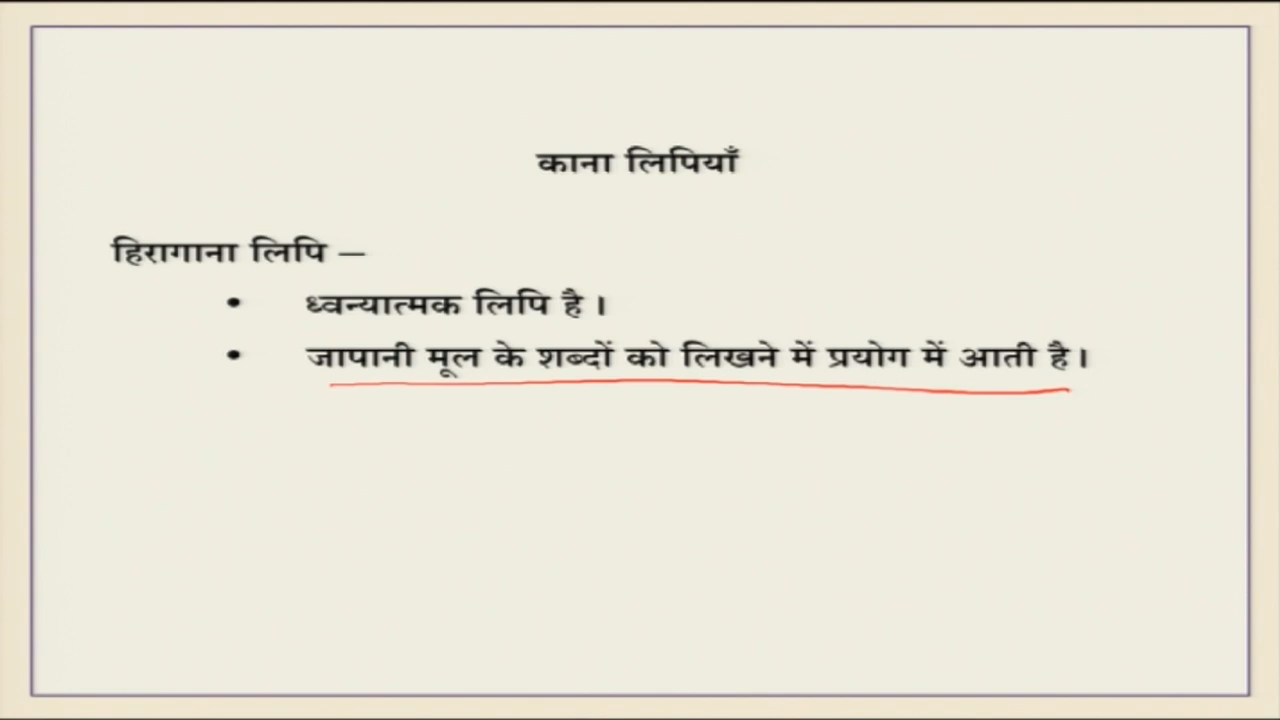 काना लिपियाँ
हिरागाना लिपि –
• ध्वन्यात्मक लिपि है ।
• जापानी मूल के शब्दों को लिखने में प्रयोग में आती है।